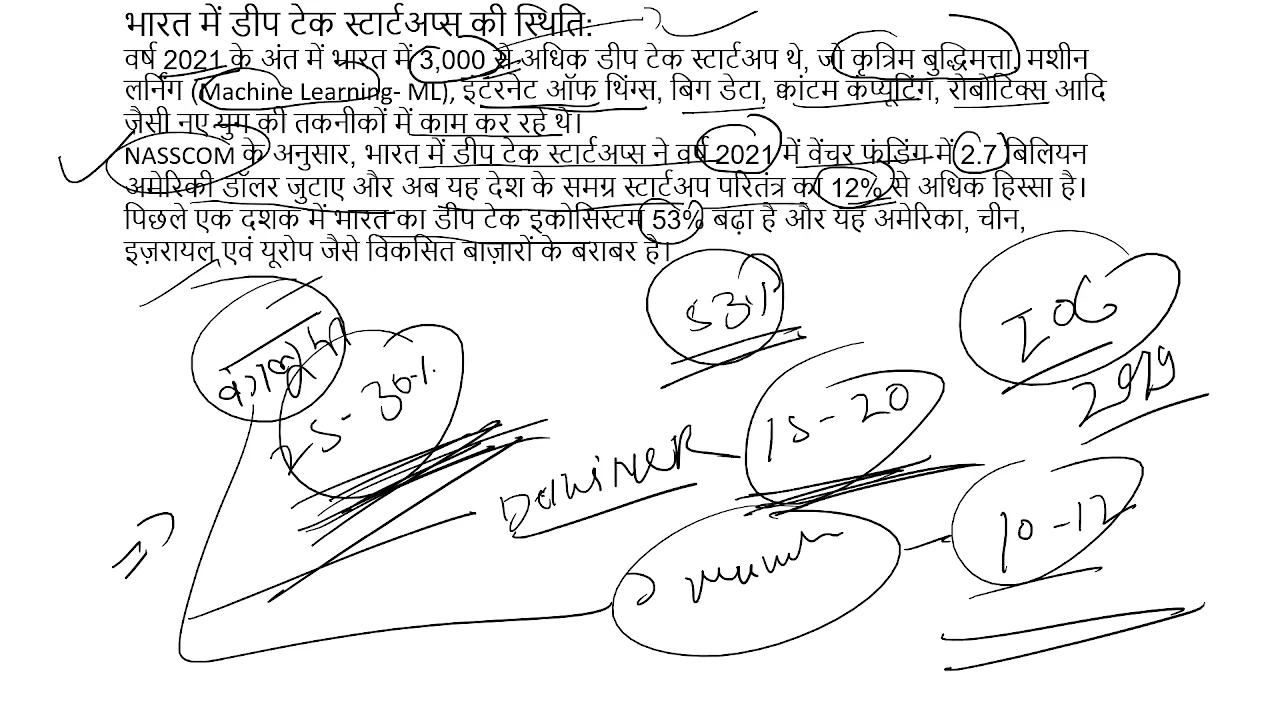 भारत में डीप टेक स्टार्टअप्स की स्थिति:
वर्ष 2021 के अंत में भारत में 3,000 से अधिक डीप टेक स्टार्टअप थे, जो कृत्रिम बुद्धिमत्ता, मशीन
लर्निंग (Machine Learning- ML), इंटरनेट ऑफ थिंग्स, बिग डेटा, क्वांटम कंप्यूटिंग, रोबोटिक्स आदि
जैसी नए युग की तकनीकों में काम कर रहे थे।
NASSCOM के अनुसार, भारत में डीप टेक स्टार्टअप्स ने वर्ष 2021 में वेंचर फंडिंग में 2.7 बिलियन
अमेरिकी डॉलर जुटाए और अब यह देश के समग्र स्टार्टअप परितंत्र का 12% से अधिक हिस्सा है।
पिछले एक दशक में भारत का डीप टेक इकोसिस्टम 53% बढ़ा है और यह अमेरिका, चीन,
इज़रायल एवं यूरोप जैसे विकसित बाज़ारों के बराबर है।
53%
25-30%
15-20
10-12